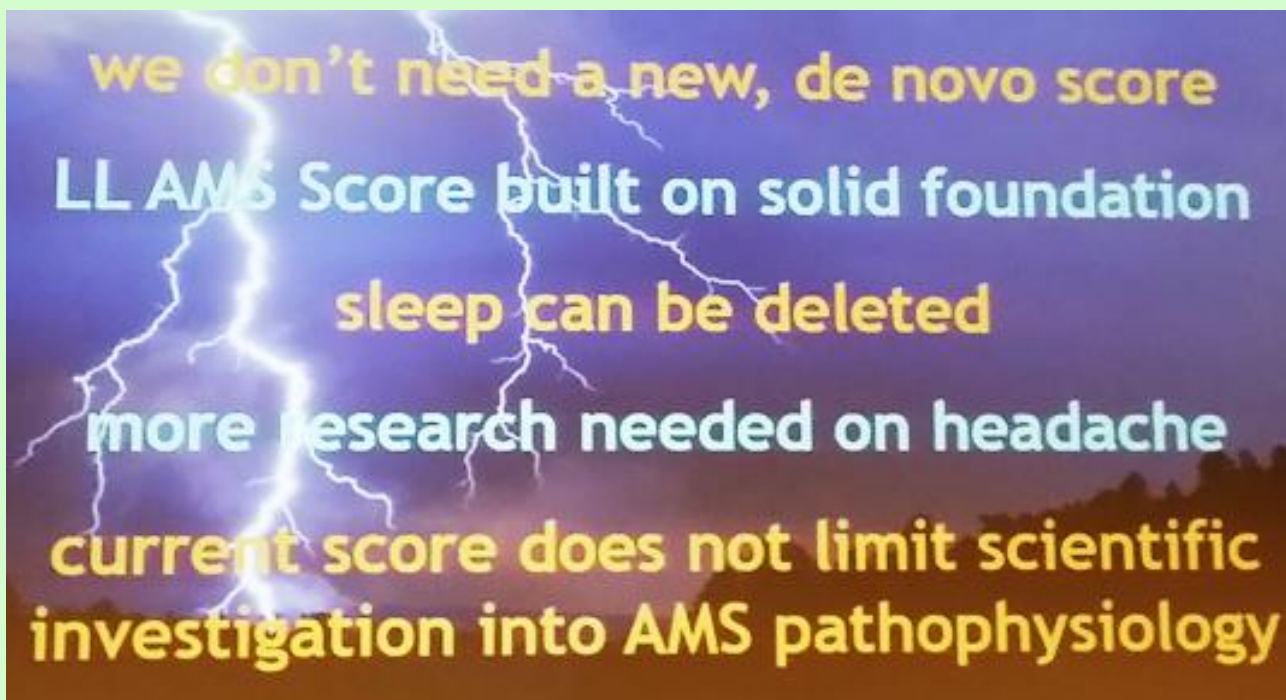 we don't need a new, de novo score
LL AMS Score built on solid foundation
sleep can be deleted
more research needed on headache
current score does not limit scientific
investigation into AMS pathophysiology